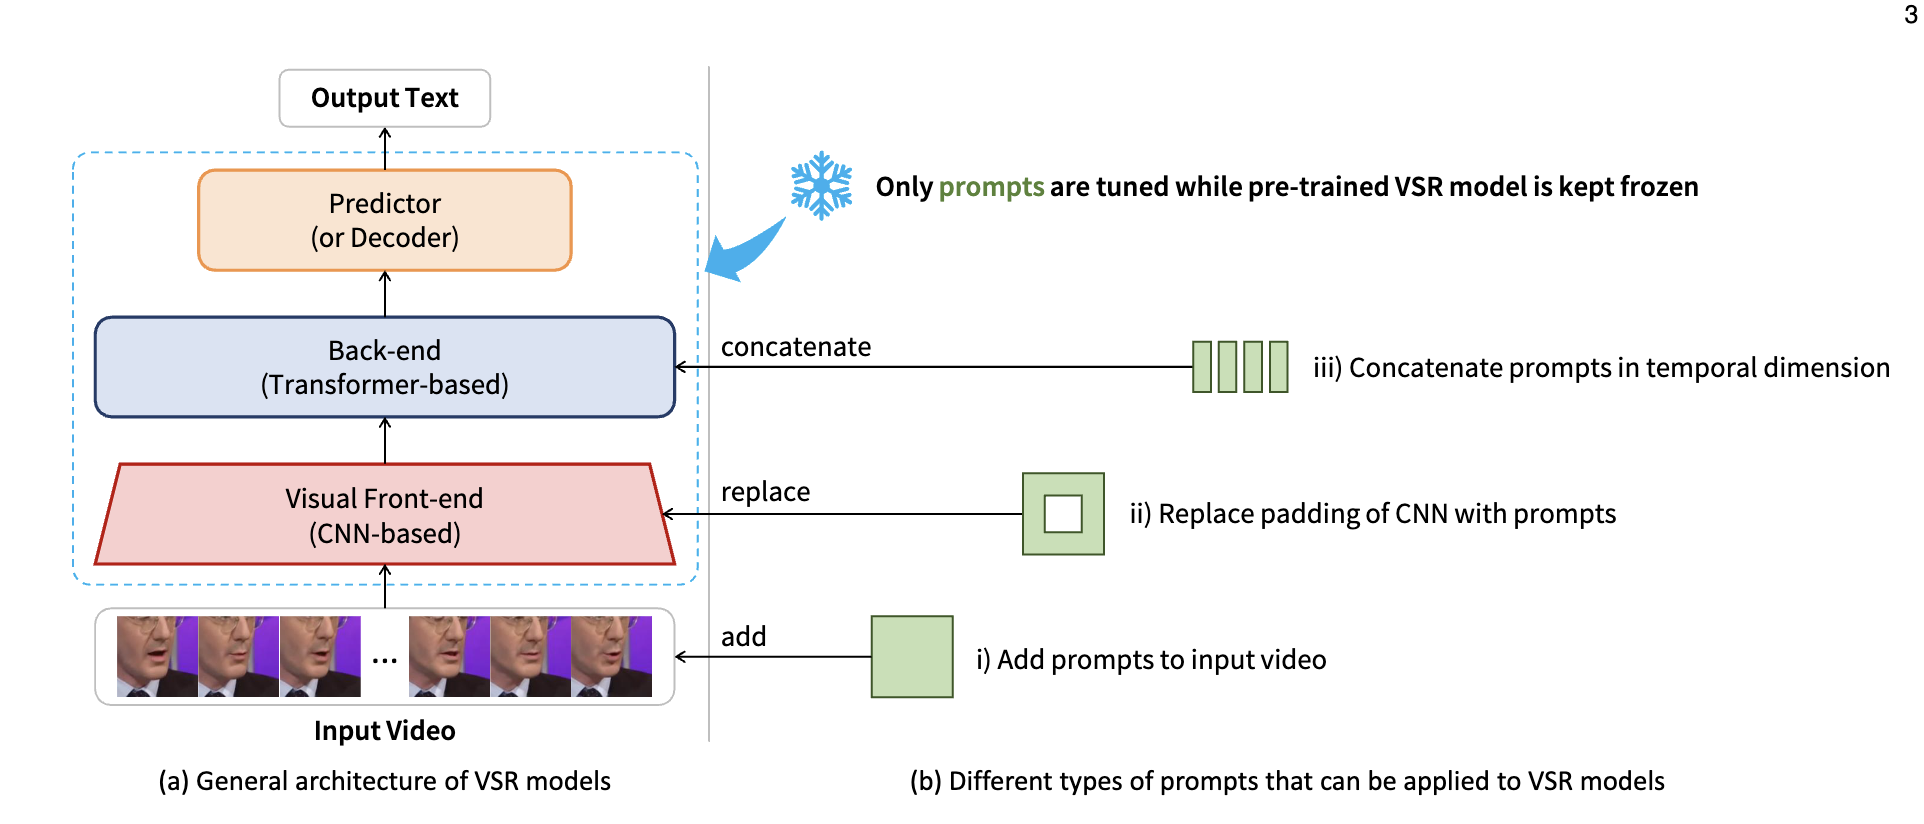 3
Output Text
Predictor
(or Decoder)
Only prompts are tuned while pre-trained VSR model is kept frozen
Back-end
(Transformer-based)
concatenate
iii) Concatenate prompts in temporal dimension
Visual Front-end
(CNN-based)
replace
ii) Replace padding of CNN with prompts
...
add
i) Add prompts to input video
Input Video
(a) General architecture of VSR models
(b) Different types of prompts that can be applied to VSR models